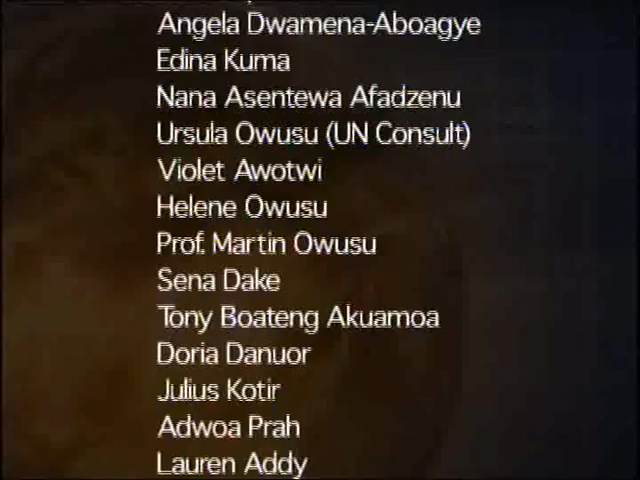 Angela Dwamena-Aboagye
Edina Kuma
Nana Asentewa Afadzenu
Ursula Owusu (UN Consult)
Violet Awotwi
Helene Owusu
Prof. Martin Owusu
Sena Dake
Tony Boateng Akuamoa
Doria Danuor
Julius Kotir
Adwoa Prah
Lauren Addy